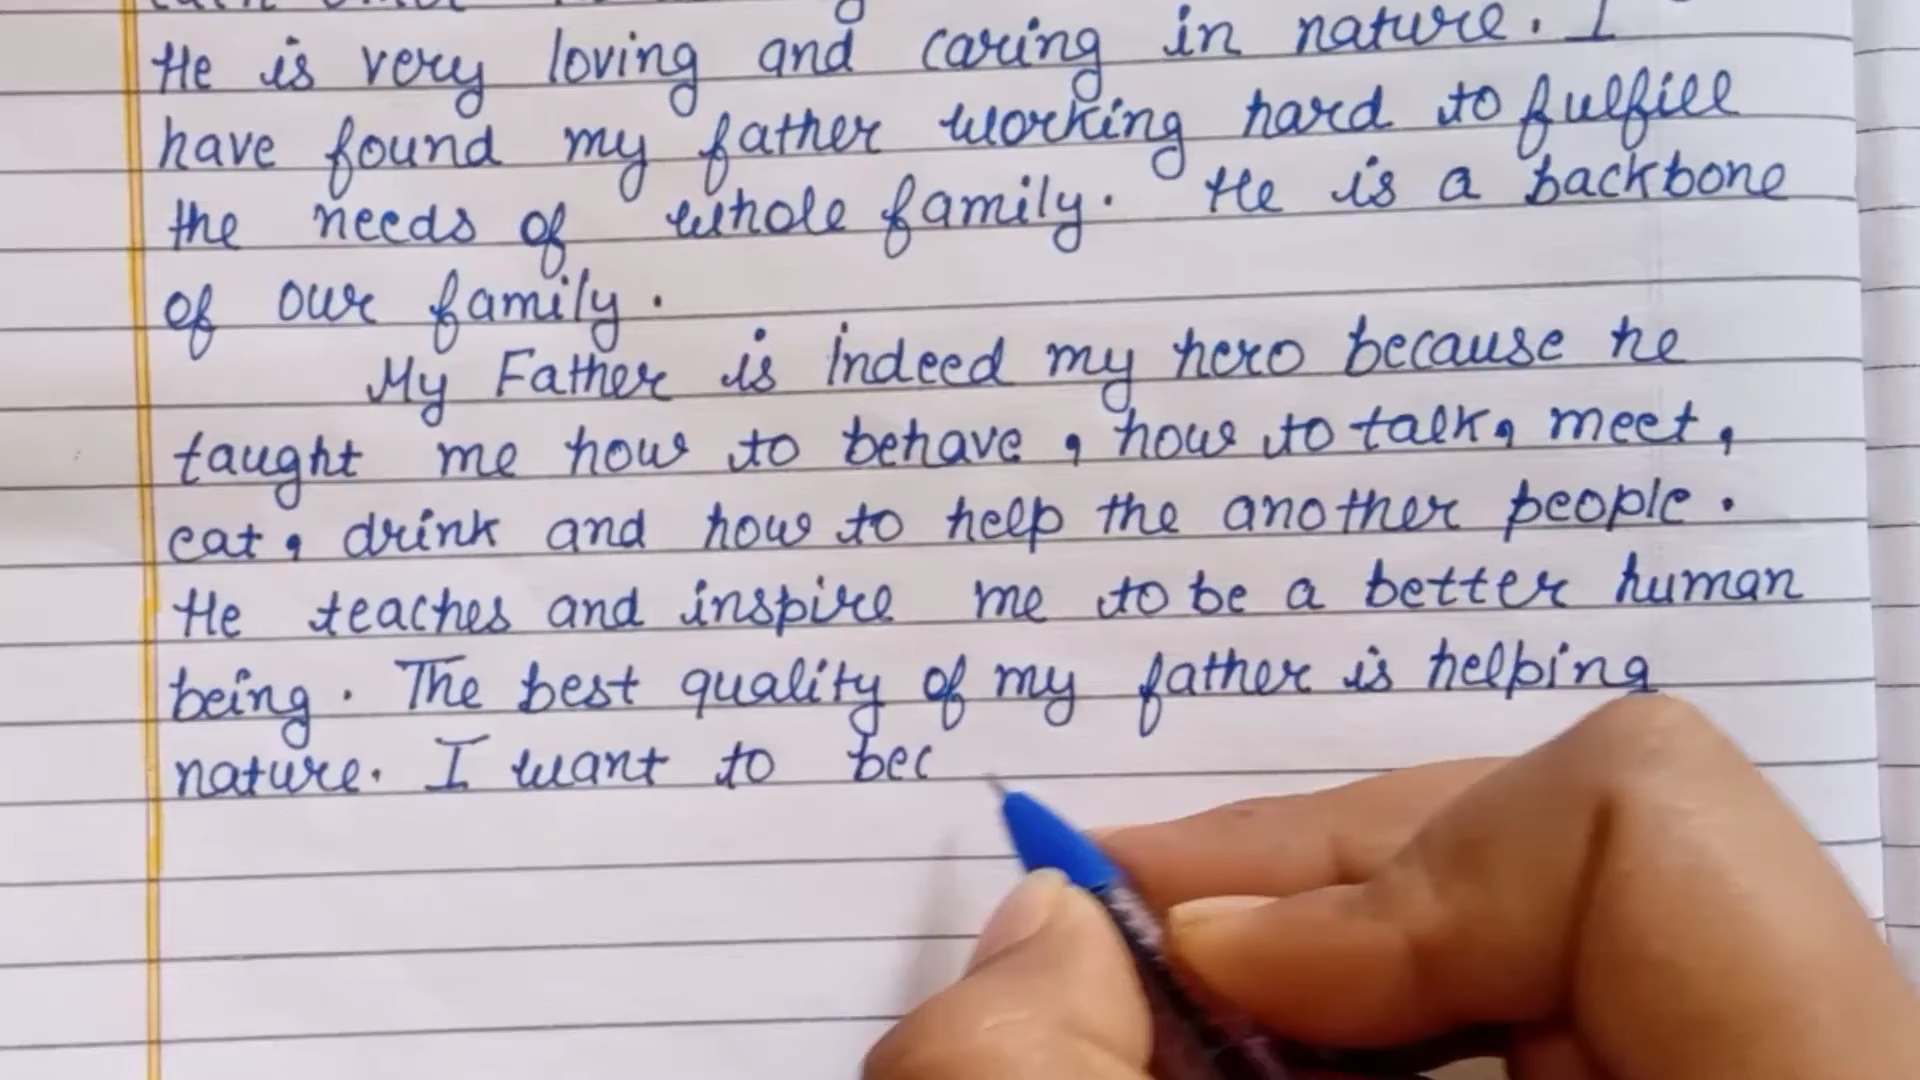 He is very loving and caring in nature. I
have found my father working hard to fulfill
the needs of whole family. He is a backbone
of our family.
My Father is indeed my hero because he
taught me how to behave, how to talk, meet,
eat, drink and how to help the another people.
He teaches and inspire me to be a better human
being. The best quality of my father is helping
nature. I want to bec